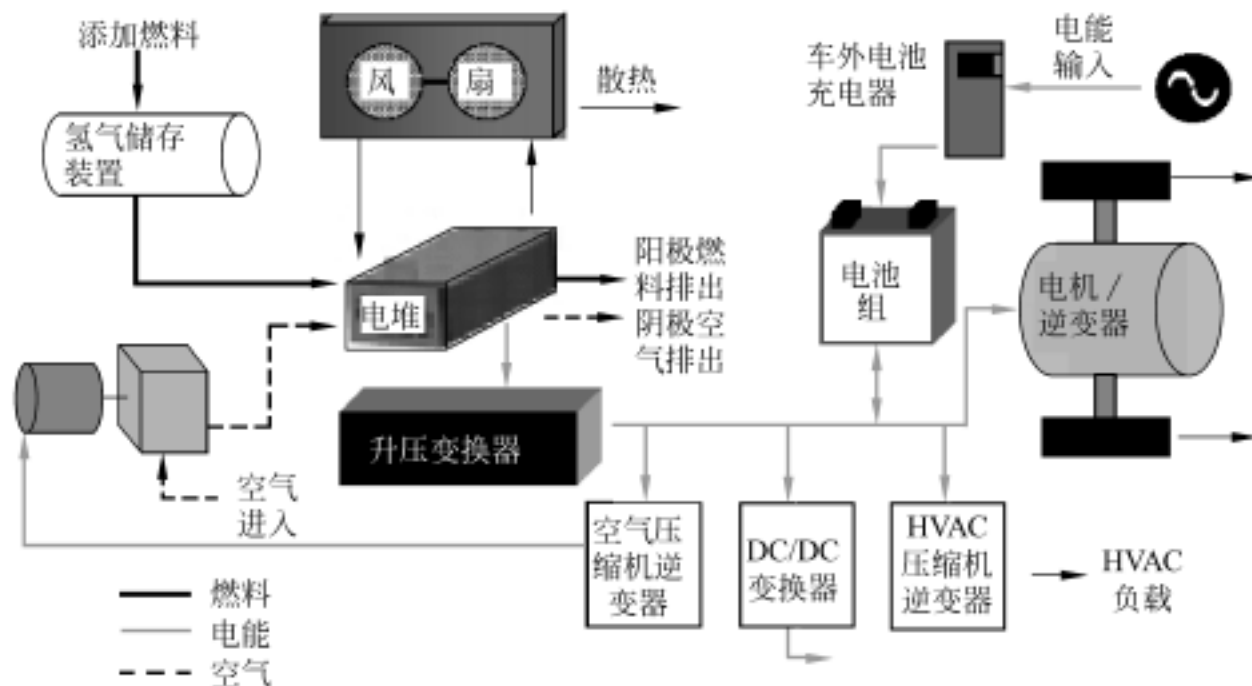 添加燃料
氢气储存
装置
风
扇
散热
车外电池
充电器
电能
输入
电堆
阳极燃
料排出
阴极空
气排出
电池
组
电机/
逆变器
升压变换器
空气
进入
空气压
缩机逆
变器
DC/DC
变换器
HVAC
压缩机
逆变器
HVAC
负载
燃料
电能
空气